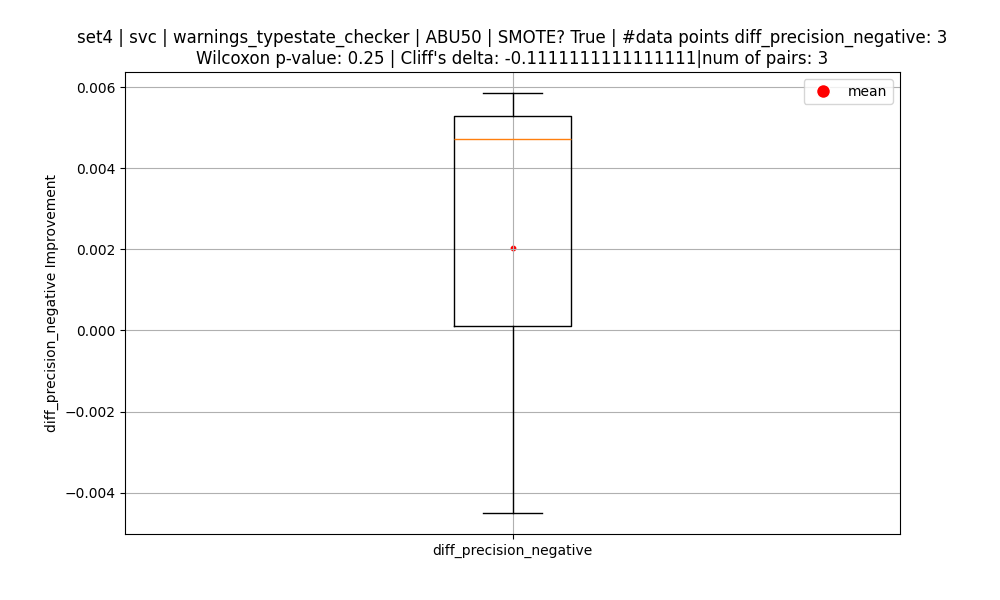 set4 | svc | warnings_typestate_checker | ABU50 | SMOTE? True | #data points diff_precision_negative: 3
Wilcoxon p-value: 0.25 | Cliff's delta: -0.1111111111111111|num of pairs: 3
mean
0.006
0.004
0.002
0.000
−0.002
−0.004
diff_precision_negative Improvement
diff_precision_negative